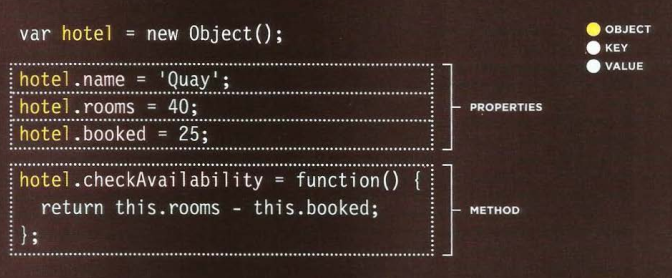 var hotel = new Object();
OBJECT
KEY
VALUE
hotel.name = 'Quay';
hotel.rooms = 40;
hotel.booked = 25;
PROPERTIES
hotel.checkAvailability = function() {
return this.rooms - this.booked;
};
METHOD